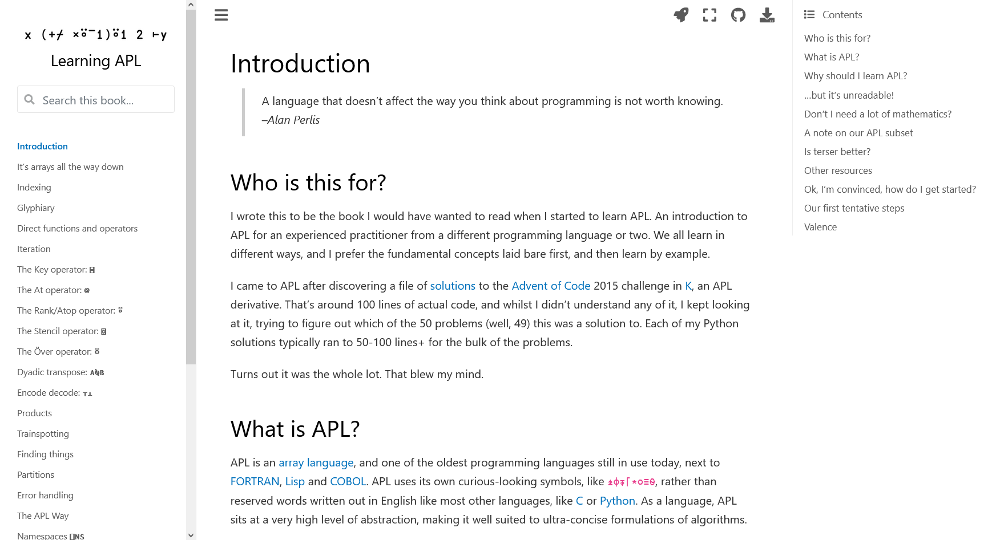 x (+⌿ ×⍤¯1)⍤1 2 ⊢y
Learning APL
Search this book...
Introduction
It's arrays all the way down
Indexing
Glyphiary
Direct functions and operators
Iteration
The Key operator: ⌸
The At operator: @
The Rank/Atop operator: ⍤
The Stencil operator: ⌺
The Över operator: ⍥
Dyadic transpose: A⍉B
Encode decode: ⊤⊥
Products
Trainspotting
Finding things
Partitions
Error handling
The APL Way
Namespaces ⎕NS
Introduction
A language that doesn't affect the way you think about programming is not worth knowing.
–Alan Perlis
Who is this for?
I wrote this to be the book I would have wanted to read when I started to learn APL. An introduction to
APL for an experienced practitioner from a different programming language or two. We all learn in
different ways, and I prefer the fundamental concepts laid bare first, and then learn by example.
I came to APL after discovering a file of solutions to the Advent of Code 2015 challenge in K, an APL
derivative. That's around 100 lines of actual code, and whilst I didn't understand any of it, I kept looking
at it, trying to figure out which of the 50 problems (well, 49) this was a solution to. Each of my Python
solutions typically ran to 50-100 lines+ for the bulk of the problems.
Turns out it was the whole lot. That blew my mind.
What is APL?
APL is an array language, and one of the oldest programming languages still in use today, next to
FORTRAN, Lisp and COBOL. APL uses its own curious-looking symbols, like ⍎⌽⍕⌈*○≡⊖, rather than
reserved words written out in English like most other languages, like C or Python. As a language, APL
sits at a very high level of abstraction, making it well suited to ultra-concise formulations of algorithms.
Contents
Who is this for?
What is APL?
Why should I learn APL?
…but it's unreadable!
Don't I need a lot of mathematics?
A note on our APL subset
Is terser better?
Other resources
Ok, I'm convinced, how do I get started?
Our first tentative steps
Valence